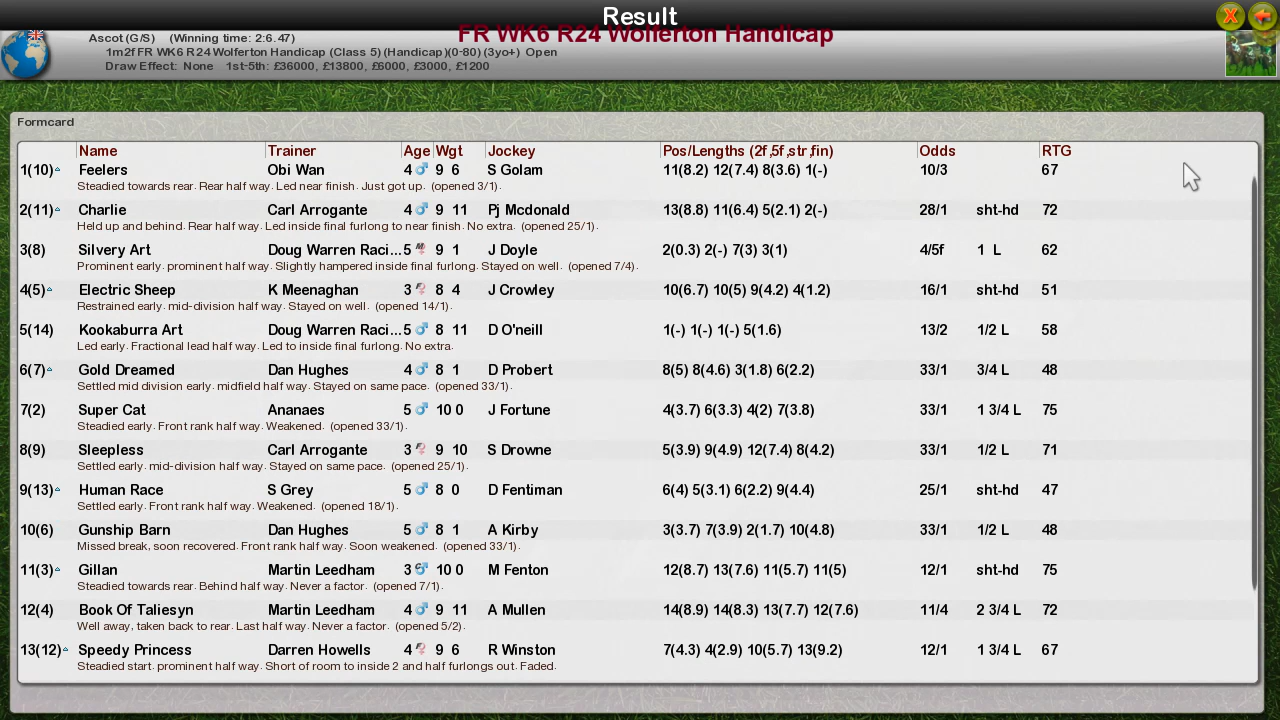 Result
FR WK6 R24 Wolferton Handicap
Ascot (G/S) (Winning time: 2:6.47)
1m2f FR WK6 R24 Wolferton Handicap (Class 5) (Handicap)(0-80) (3yo+) Open
Draw Effect: None 1st-5th: £36000, £13800, £6000, £3000, £1200
Formcard
Name Trainer Age Wgt Jockey Pos/Lengths (2f,5f,str,fin) Odds RTG
1(10) Feelers Obi Wan 4 9 6 S Golam 11(8.8) 12(7.4) 8(3.6) 1(-) 10/3 67
Steadied towards rear. Rear half way. Led near finish. Just got up. (opened 3/1).
2(11) Charlie Carl Arrogante 4 9 11 Pj Mcdonald 13(8.8) 11(6.4) 5(2.1) 2(-) 28/1 sht-hd 72
Held up and behind. Rear half way. Led inside final furlong to near finish. No extra. (opened 25/1).
3(8) Silvery Art Doug Warren Raci... 5 9 1 J Doyle 2(0.3) 2(-) 7(3) 3(1) 4/5f 1 L 62
Prominent early. prominent half way. Slightly hampered inside final furlong. Stayed on well. (opened 7/4).
4(5) Electric Sheep K Meenaghan 3 8 4 J Crowley 10(6.7) 10(5) 9(4.2) 4(1.2) 16/1 sht-hd 51
Restrained early. mid-division half way. Stayed on well. (opened 14/1).
5(14) Kookaburra Art Doug Warren Raci... 5 8 11 D O'neill 1(-) 1(-) 1(-) 5(1.6) 13/2 1/2 L 58
Led early. Fractional lead half way. Led to inside final furlong. No extra.
6(7) Gold Dreamed Dan Hughes 4 8 1 D Probert 8(5) 8(4.6) 3(1.8) 6(2.2) 33/1 3/4 L 48
Settled mid division early. midfield half way. Stayed on same pace. (opened 33/1).
7(2) Super Cat Ananaes 5 10 0 J Fortune 4(3.7) 6(3.3) 4(2) 7(3.8) 33/1 1 3/4 L 75
Steadied early. Front rank half way. Weakened. (opened 33/1).
8(9) Sleepless Carl Arrogante 3 9 10 S Drowne 5(3.9) 9(4.9) 12(7.4) 8(4.2) 33/1 1/2 L 71
Settled early. mid-division half way. Stayed on same pace. (opened 25/1).
9(13) Human Race S Grey 5 8 0 D Fentiman 6(4) 5(3.1) 6(2.2) 9(4.4) 25/1 sht-hd 47
Settled early. Front rank half way. Weakened. (opened 18/1).
10(6) Gunship Barn Dan Hughes 5 8 1 A Kirby 3(3.7) 7(3.9) 2(1.7) 10(4.8) 33/1 1/2 L 48
Missed break, soon recovered. Front rank half way. Soon weakened. (opened 33/1).
11(3) Gillan Martin Leedham 3 10 0 M Fenton 12(8.7) 13(7.6) 11(5.7) 11(5) 12/1 sht-hd 75
Steadied towards rear. Behind half way. Never a factor. (opened 7/1).
12(4) Book Of Taliesyn Martin Leedham 4 9 11 A Mullen 14(8.9) 14(8.3) 13(7.7) 12(7.6) 11/4 2 3/4 L 72
Well away, taken back to rear. Last half way. Never a factor. (opened 5/2).
13(12) Speedy Princess Darren Howells 4 9 6 R Winston 7(4.3) 4(2.9) 10(5.7) 13(9.2) 12/1 1 3/4 L 67
Steadied start. prominent half way. Short of room to inside 2 and half furlongs out. Faded.